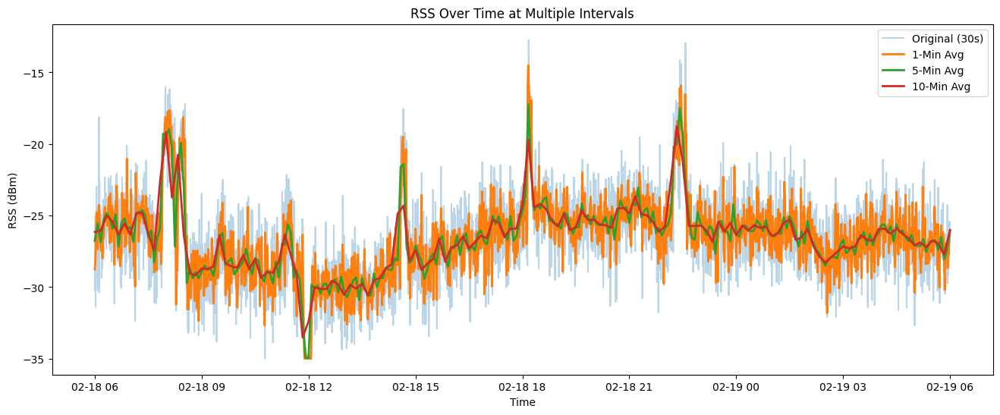 RSS Over Time at Multiple Intervals
Original (30s)
1-Min Avg
5-Min Avg
10-Min Avg
RSS (dBm)
−15
−20
−25
−30
−35
02-18 06
02-18 09
02-18 12
02-18 15
02-18 18
02-18 21
02-19 00
02-19 03
02-19 06
Time